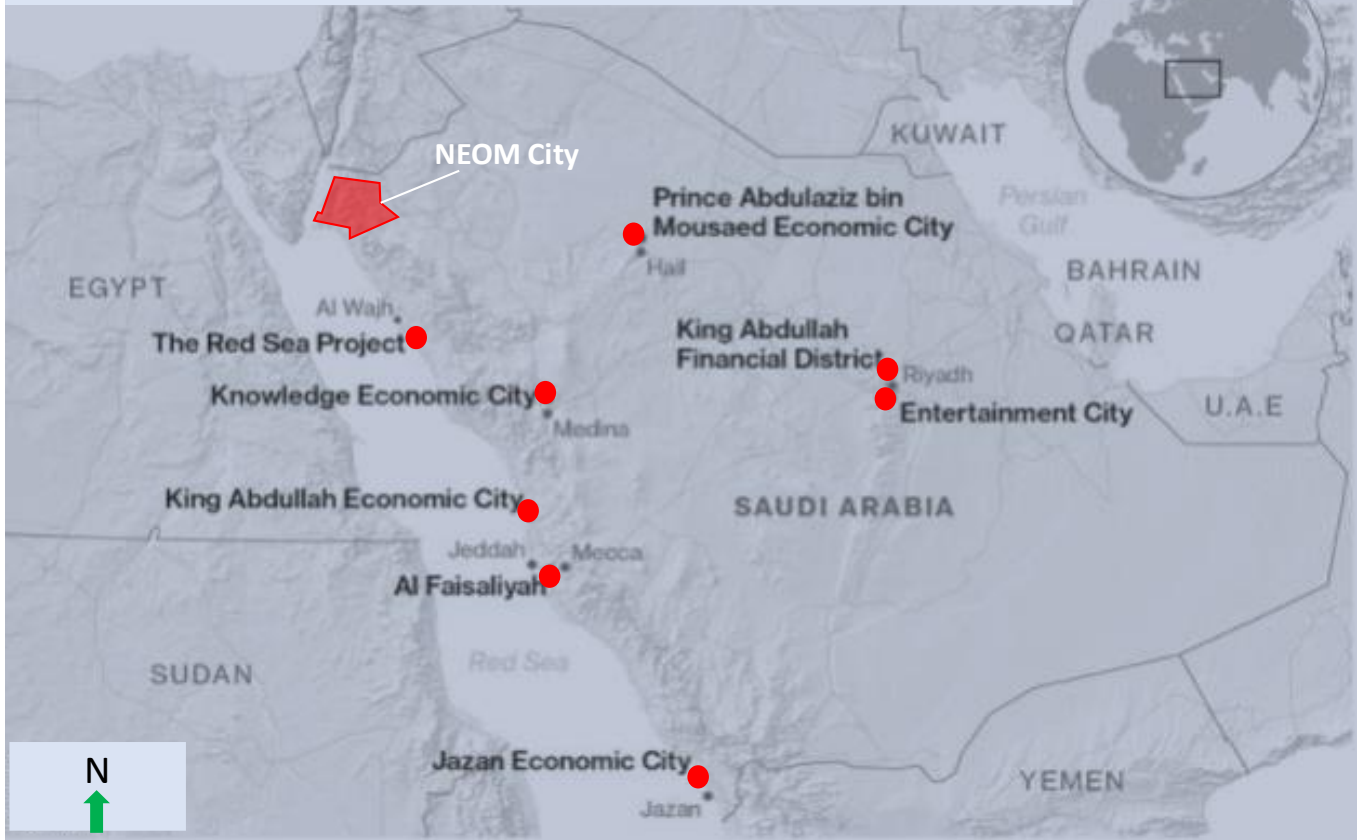 KUWAIT
NEOM City
Prince Abdulaziz bin
Mousaed Economic City
Persian
Gulf
Hail
BAHRAIN
EGYPT
Al Wajh
The Red Sea Project
King Abdullah
Financial District
QATAR
Riyadh
Knowledge Economic City
Medina
Entertainment City
U.A.E
King Abdullah Economic City
SAUDI ARABIA
Jeddah
Mecca
Al Faisaliyah
Red Sea
SUDAN
Jazan Economic City
Jazan
YEMEN
N